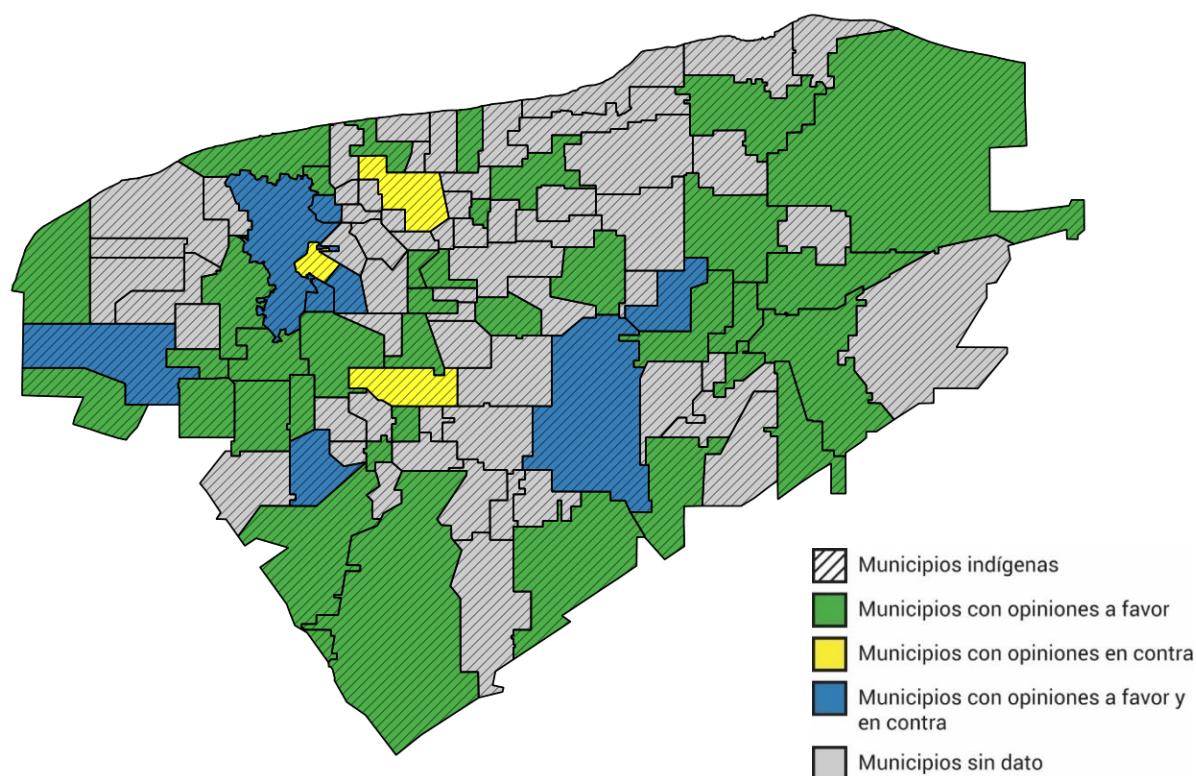 Municipios indígenas
Municipios con opiniones a favor
Municipios con opiniones en contra
Municipios con opiniones a favor y
en contra
Municipios sin dato